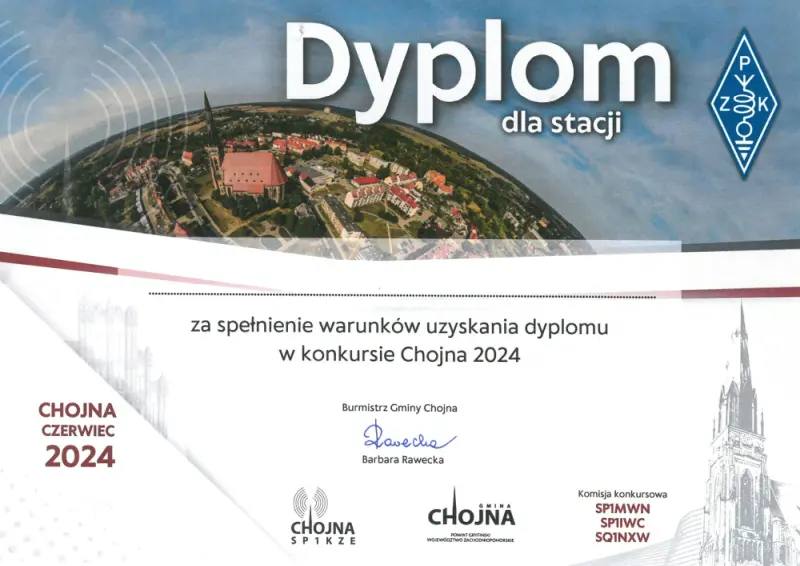 Dyplom
dla stacji
P
Z K
za spełnienie warunków uzyskania dyplomu
w konkursie Chojna 2024
CHOJNA
CZERWIEC
2024
Burmistrz Gminy Chojna
Rawecka
Barbara Rawecka
CHOJNA
SP1KZE
GMINA
CHOJNA
POWIAT GRYFIŃSKI
WOJEWÓDZTWO ZACHODNIOPOMORSKIE
Komisja konkursowa
SP1MWN
SP1IWC
SQ1NXW